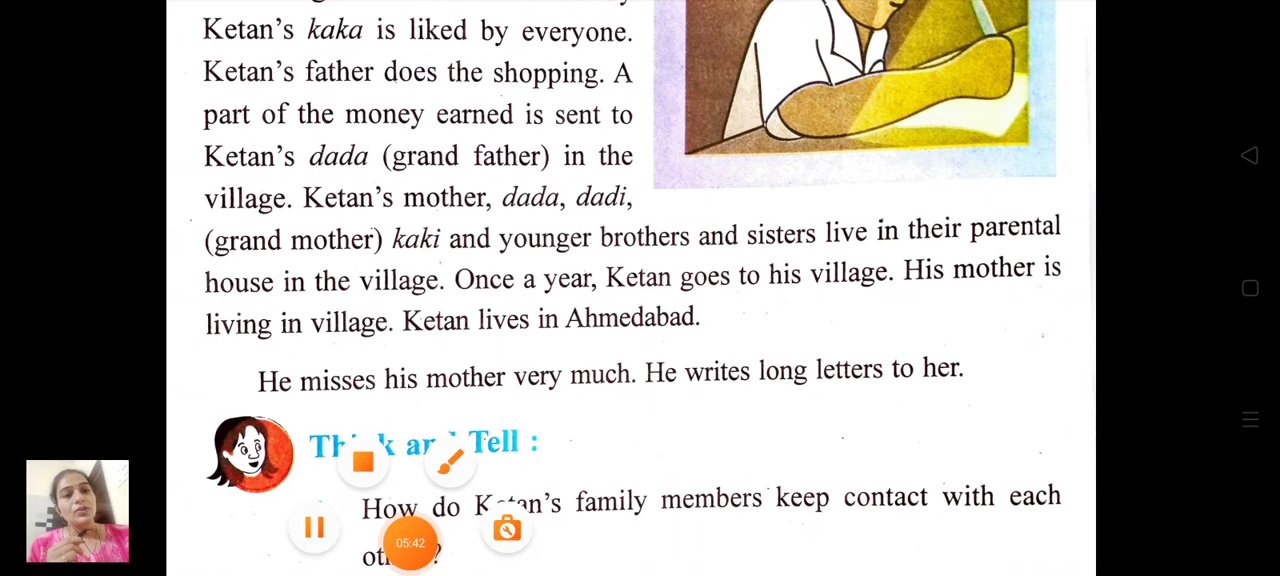 Ketan's kaka is liked by everyone.
Ketan's father does the shopping. A
part of the money earned is sent to
Ketan's dada (grand father) in the
village. Ketan's mother, dada, dadi,
(grand mother) kaki and younger brothers and sisters live in their parental
house in the village. Once a year, Ketan goes to his village. His mother is
living in village. Ketan lives in Ahmedabad.
He misses his mother very much. He writes long letters to her.
Think and Tell :
How do Ketan's family members keep contact with each
05:42